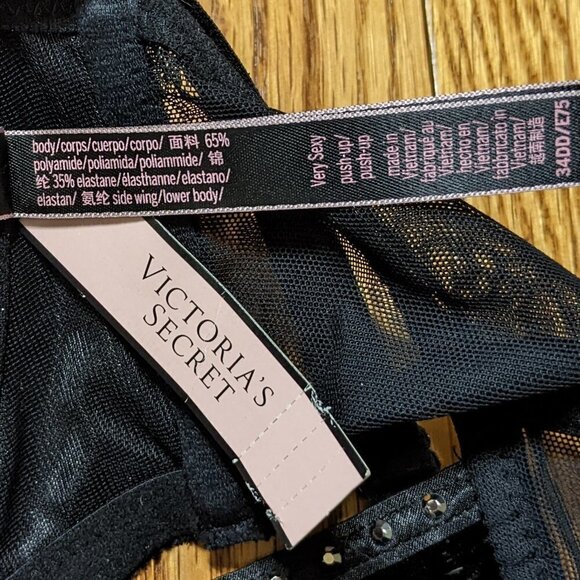 body/corps/cuerpo/corpo/ 面料 65%
polyamide/poliamida/poliammide/ 锦
纶 35% elastane/élasthanne/elastano/
elastan/ 氨纶 side wing/lower body/
Very Sexy
push-up/
push-up
made in
Vietnam/
fabriqué au
Vietnam/
hecho en
Vietnam/
fabricado en
Vietnam/
越南制造
34DD/E75
VICTORIA'S
SECRET